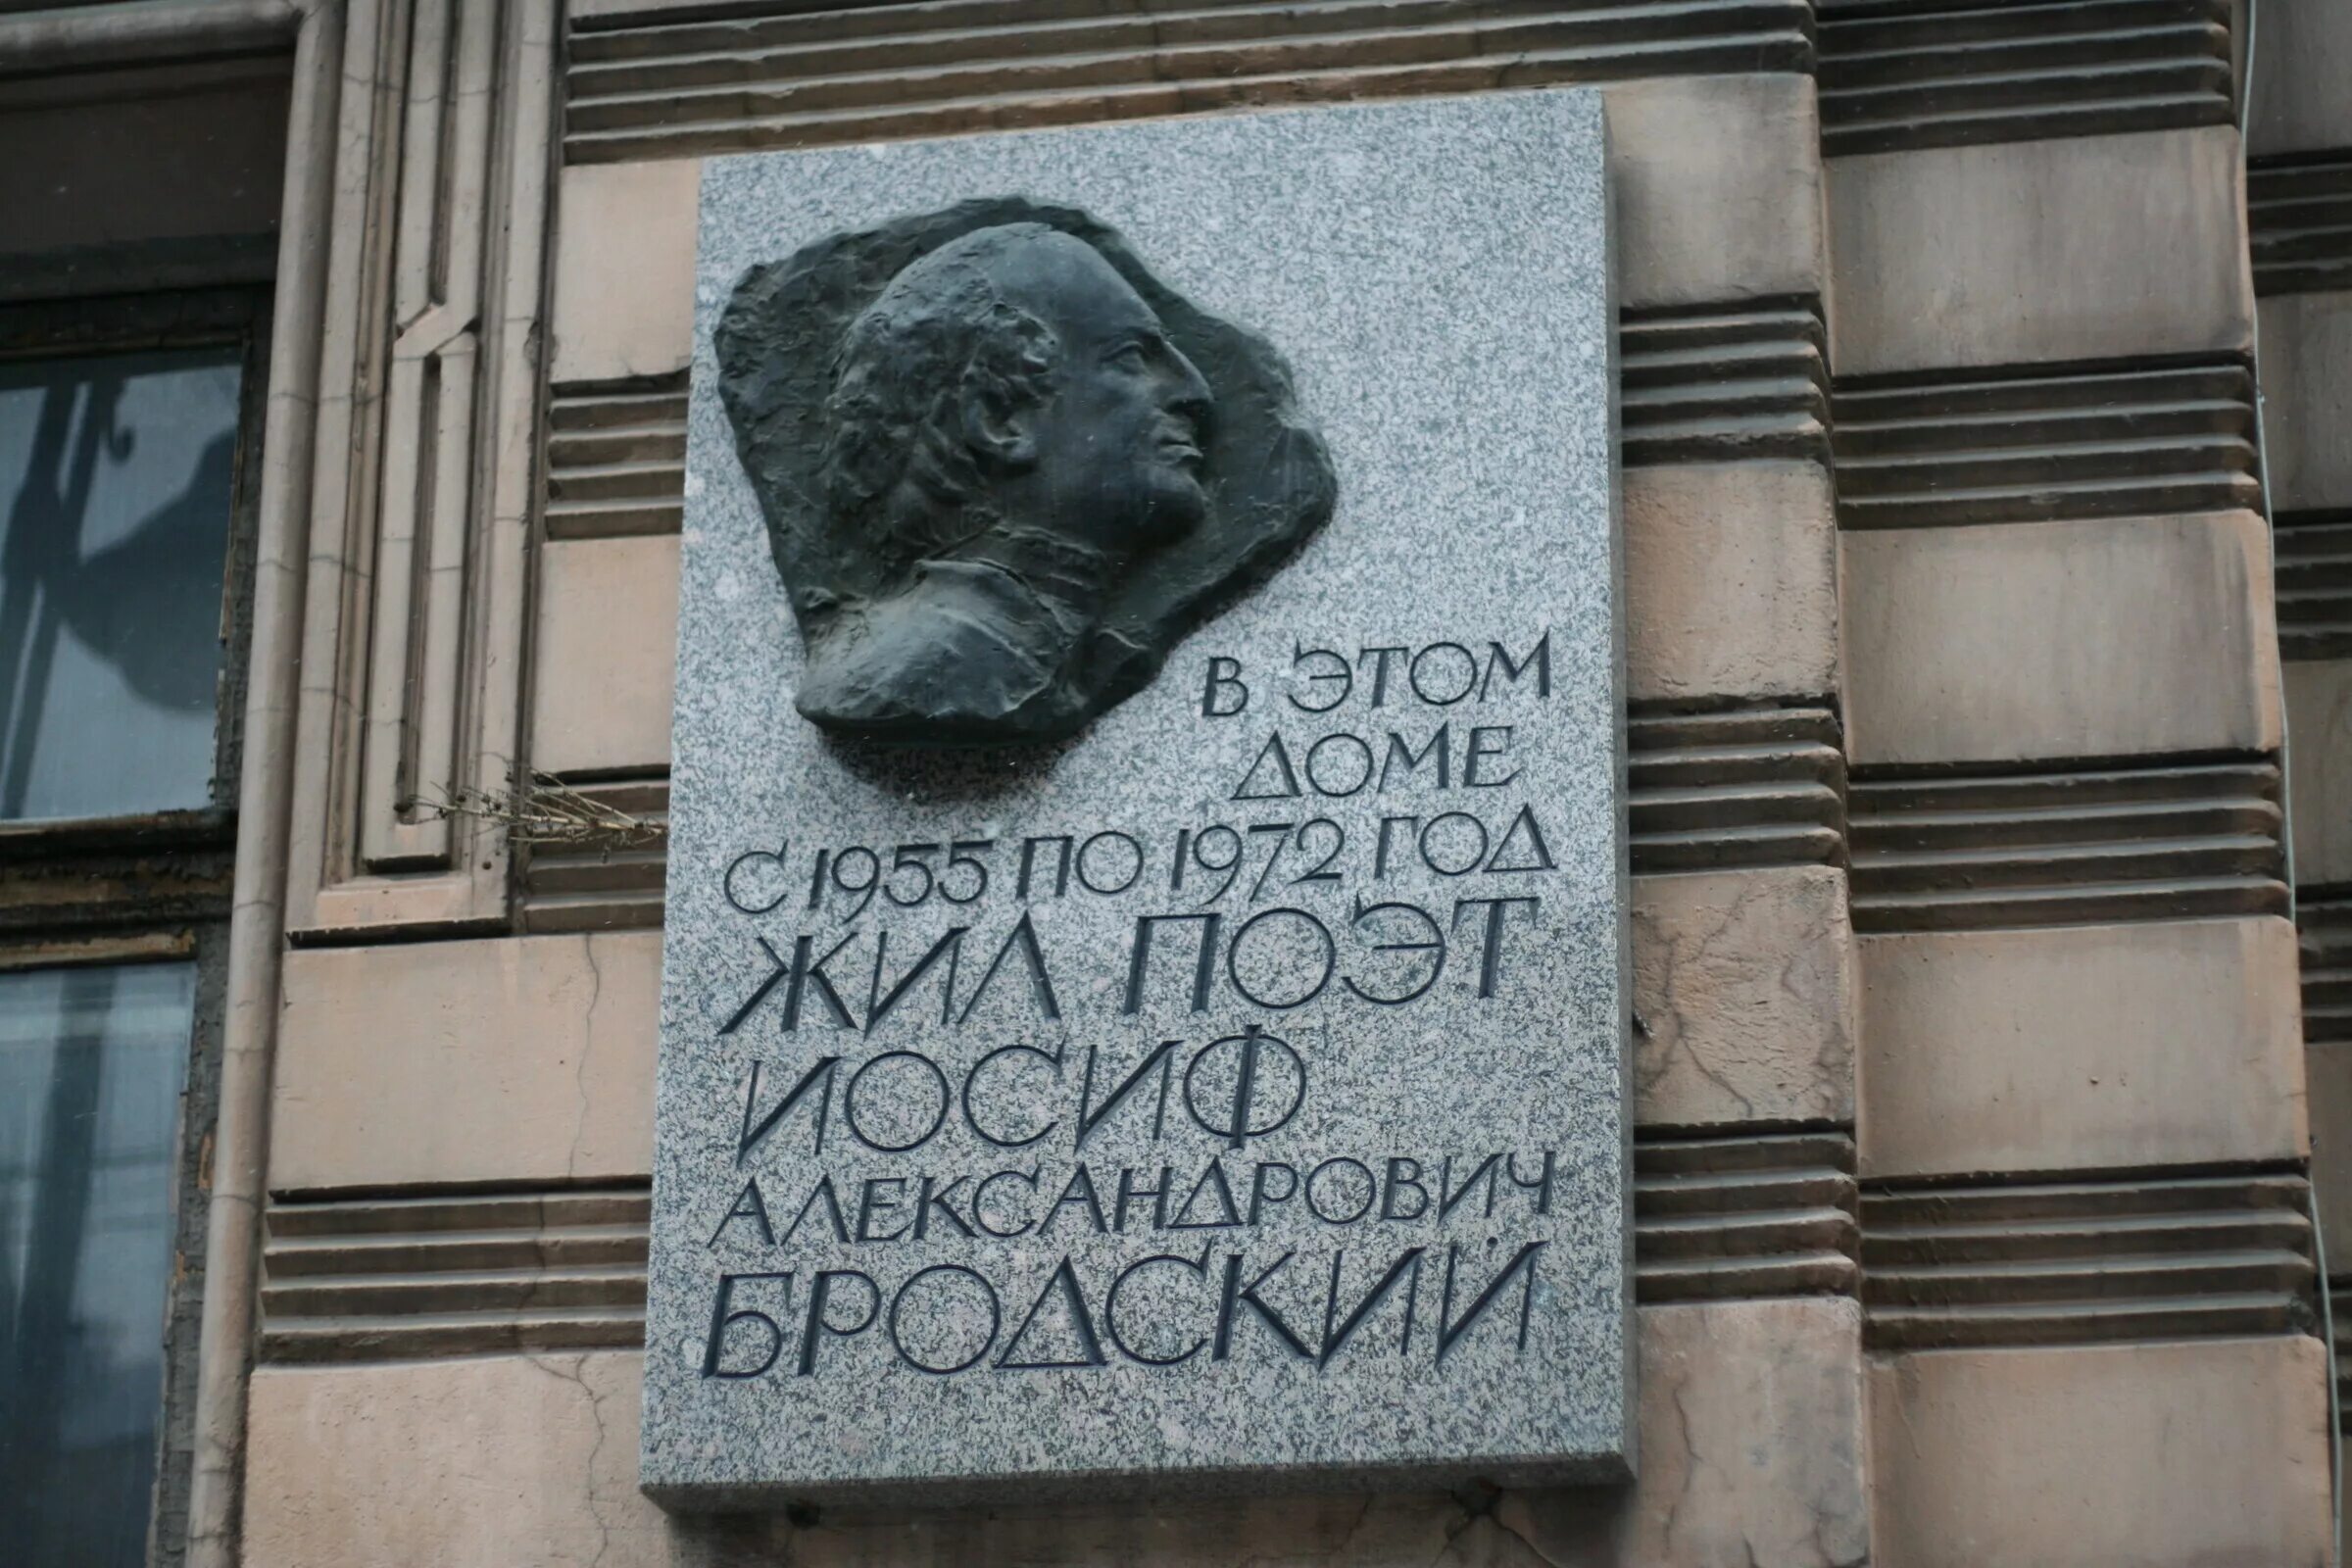 В ЭТОМ
ДОМЕ
С 1955 ПО 1972 ГОД
ЖИЛ ПОЭТ
ИОСИФ
АЛЕКСАНДРОВИЧ
БРОДСКИЙ